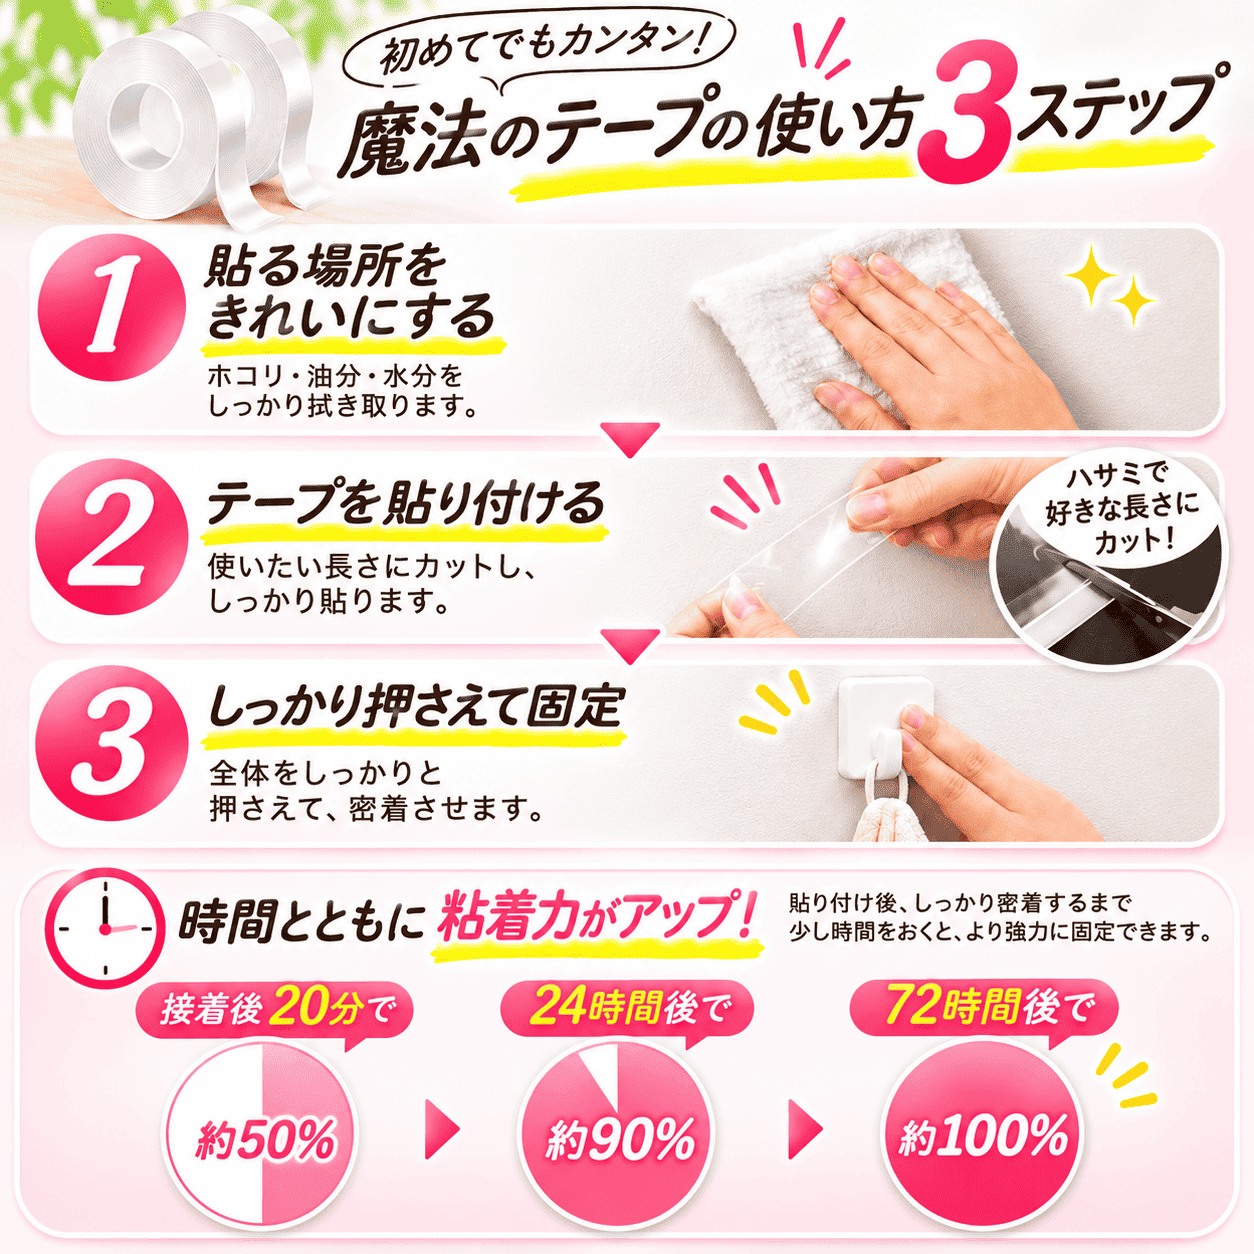 初めてでもカンタン!
魔法のテープの使い方3ステップ
1
貼る場所を
きれいにする
ホコリ・油分・水分を
しっかり拭き取ります。
2
テープを貼り付ける
使いたい長さにカットし、
しっかり貼ります。
ハサミで
好きな長さに
カット!
3
しっかり押さえて固定
全体をしっかりと
押さえて、密着させます。
時間とともに粘着力がアップ!
貼り付け後、しっかり密着するまで
少し時間をおくと、より強力に固定できます。
接着後20分で
約50%
24時間後で
約90%
72時間後で
約100%